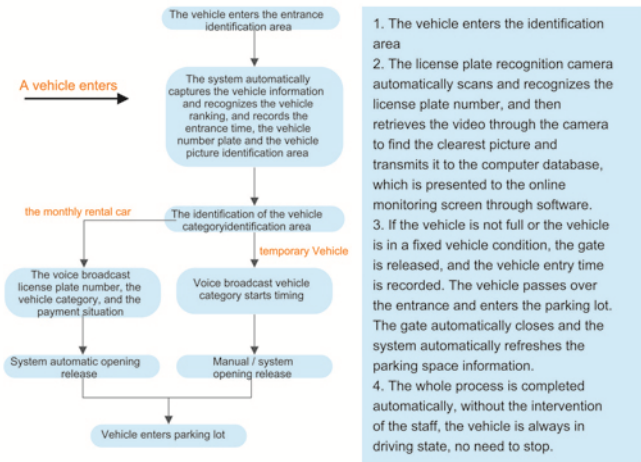 The vehicle enters the entrance
identification area
A vehicle enters
The system automatically
captures the vehicle information
and recognizes the vehicle
ranking, and records the
entrance time, the vehicle
number plate and the vehicle
picture identification area
the monthly rental car
The identification of the vehicle
categoryidentification area
temporary Vehicle
The voice broadcast
license plate number, the
vehicle category, and the
payment situation
Voice broadcast vehicle
category starts timing
System automatic opening
release
Manual / system
opening release
Vehicle enters parking lot
1. The vehicle enters the identification
area
2. The license plate recognition camera
automatically scans and recognizes the
license plate number, and then
retrieves the video through the camera
to find the clearest picture and
transmits it to the computer database,
which is presented to the online
monitoring screen through software.
3. If the vehicle is not full or the vehicle
is in a fixed vehicle condition, the gate
is released, and the vehicle entry time
is recorded. The vehicle passes over
the entrance and enters the parking lot.
The gate automatically closes and the
system automatically refreshes the
parking space information.
4. The whole process is completed
automatically, without the intervention
of the staff, the vehicle is always in
driving state, no need to stop.